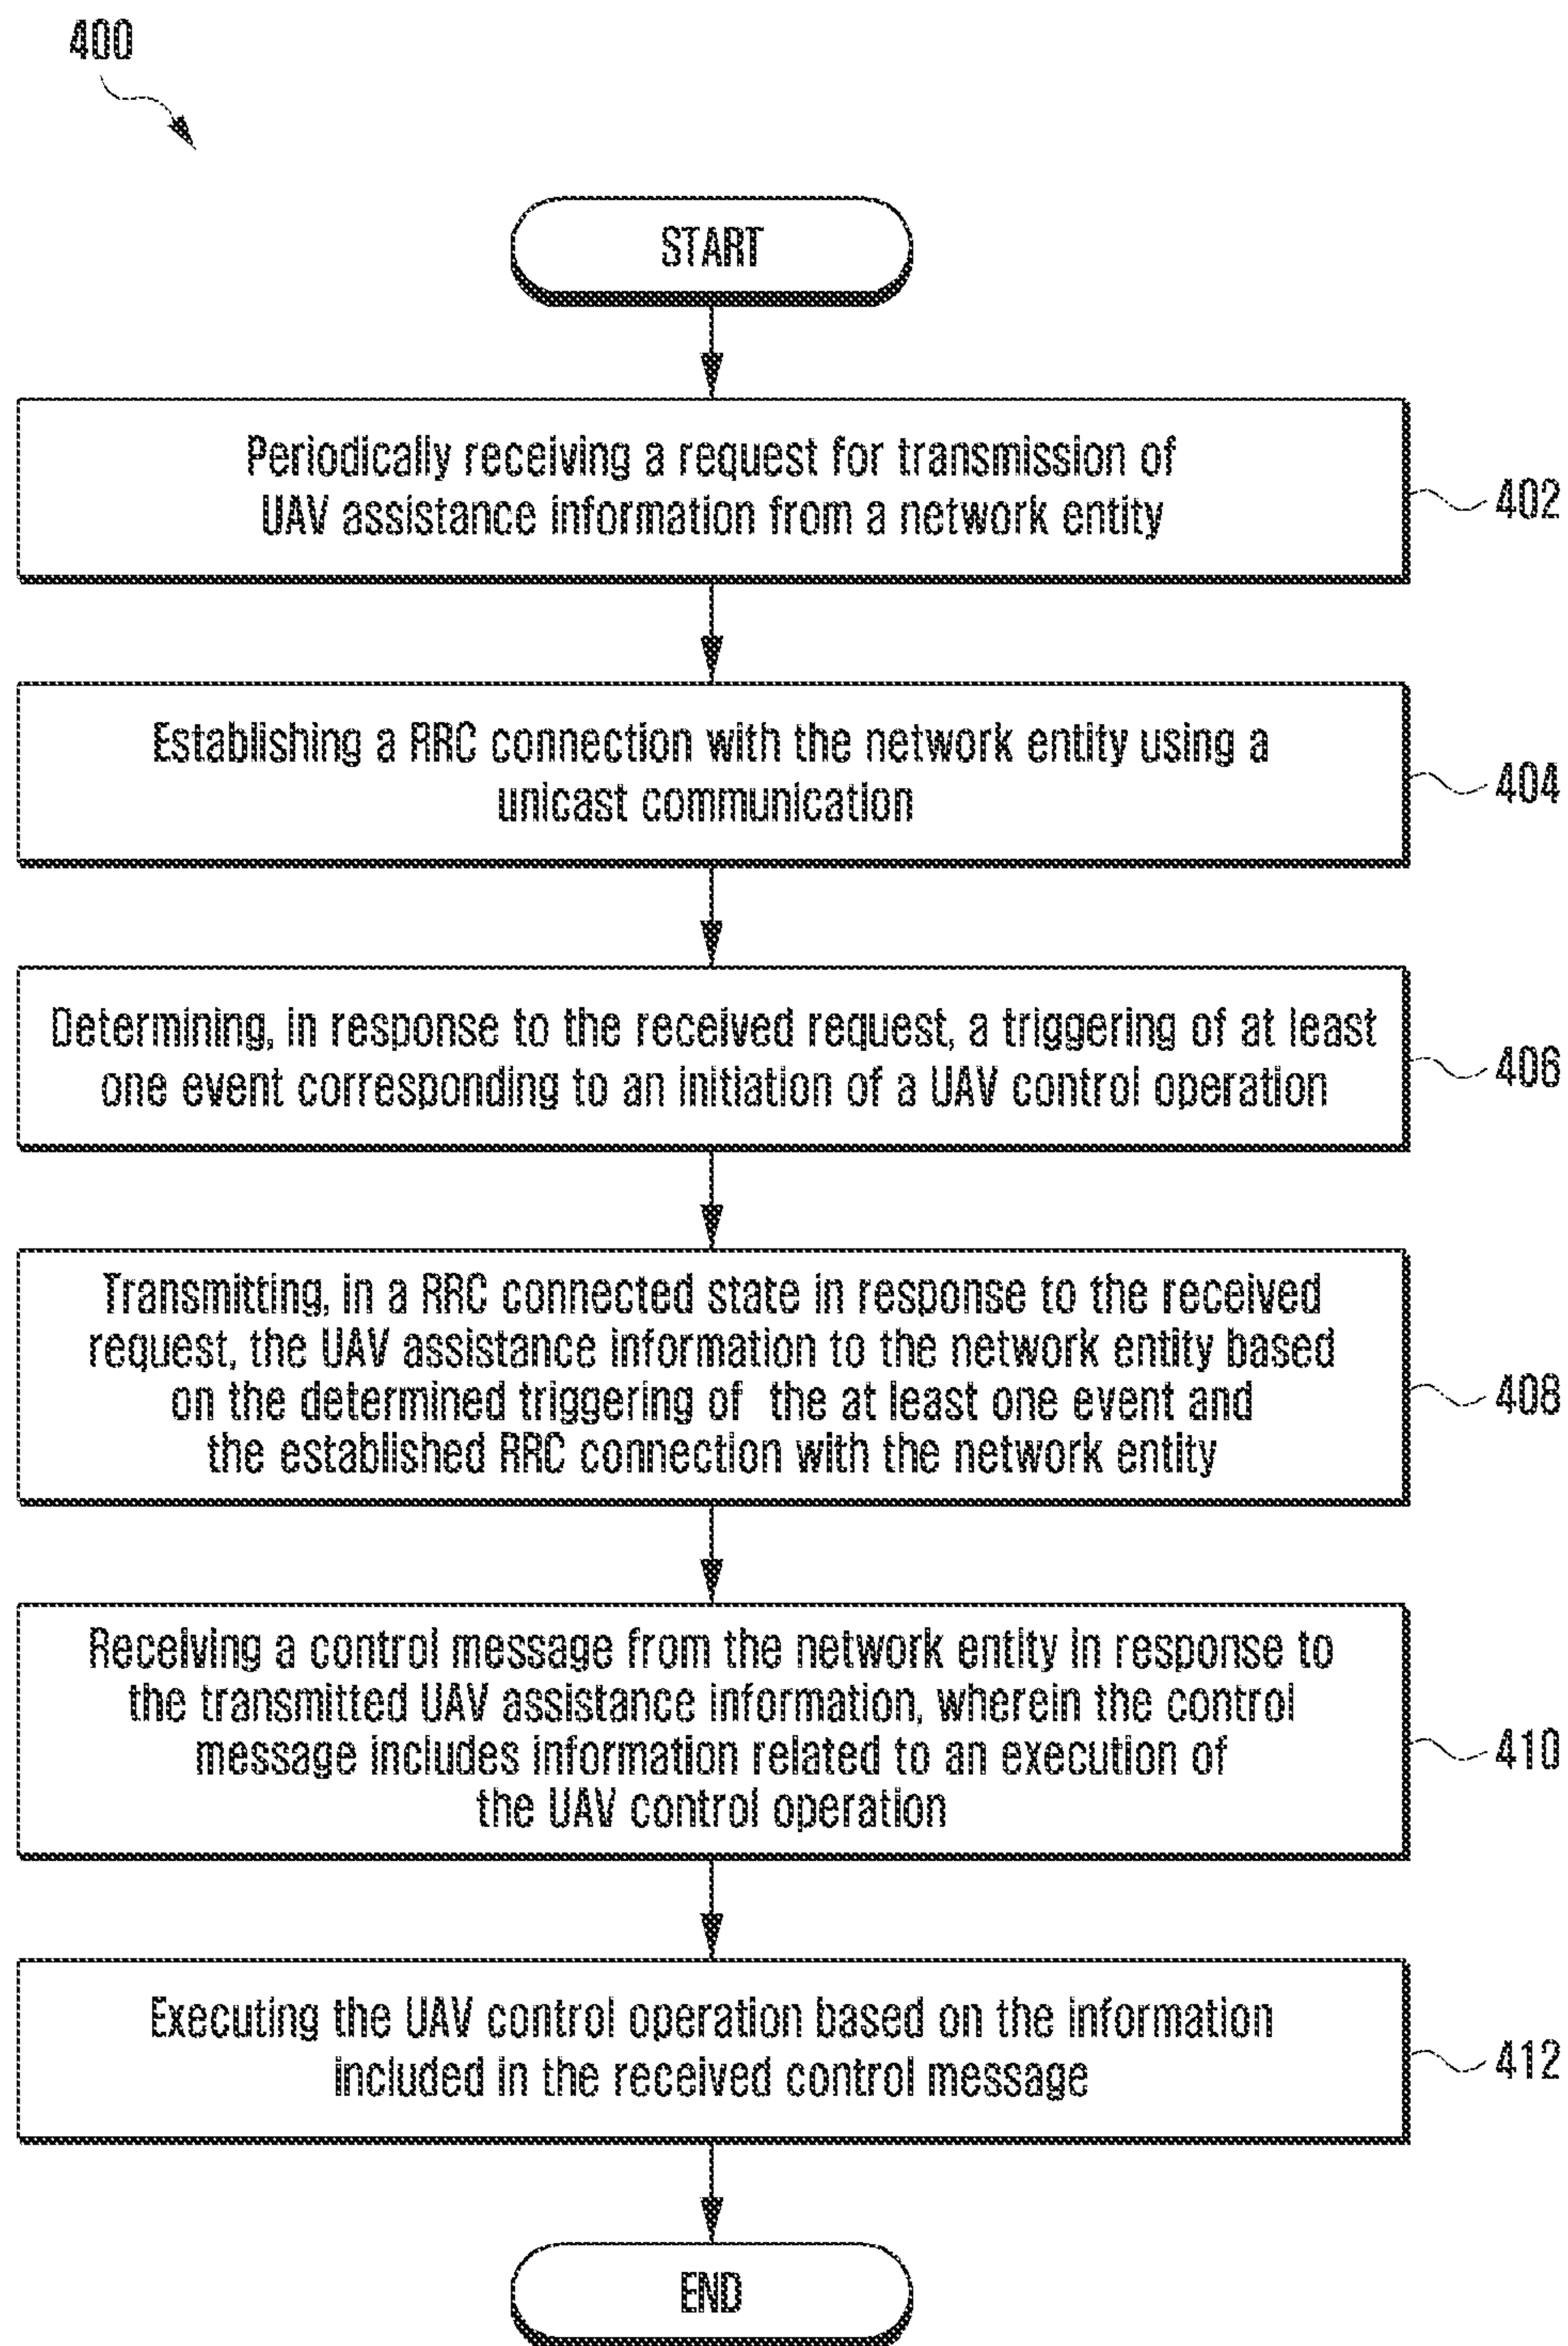 400
START
Periodically receiving a request for transmission of
UAV assistance information from a network entity
402
Establishing a RRC connection with the network entity using a
unicast communication
404
Determining, in response to the received request, a triggering of at least
one event corresponding to an initiation of a UAV control operation
406
Transmitting, in a RRC connected state in response to the received
request, the UAV assistance information to the network entity based
on the determined triggering of the at least one event and
the established RRC connection with the network entity
408
Receiving a control message from the network entity in response to
the transmitted UAV assistance information, wherein the control
message includes information related to an execution of
the UAV control operation
410
Executing the UAV control operation based on the information
included in the received control message
412
END